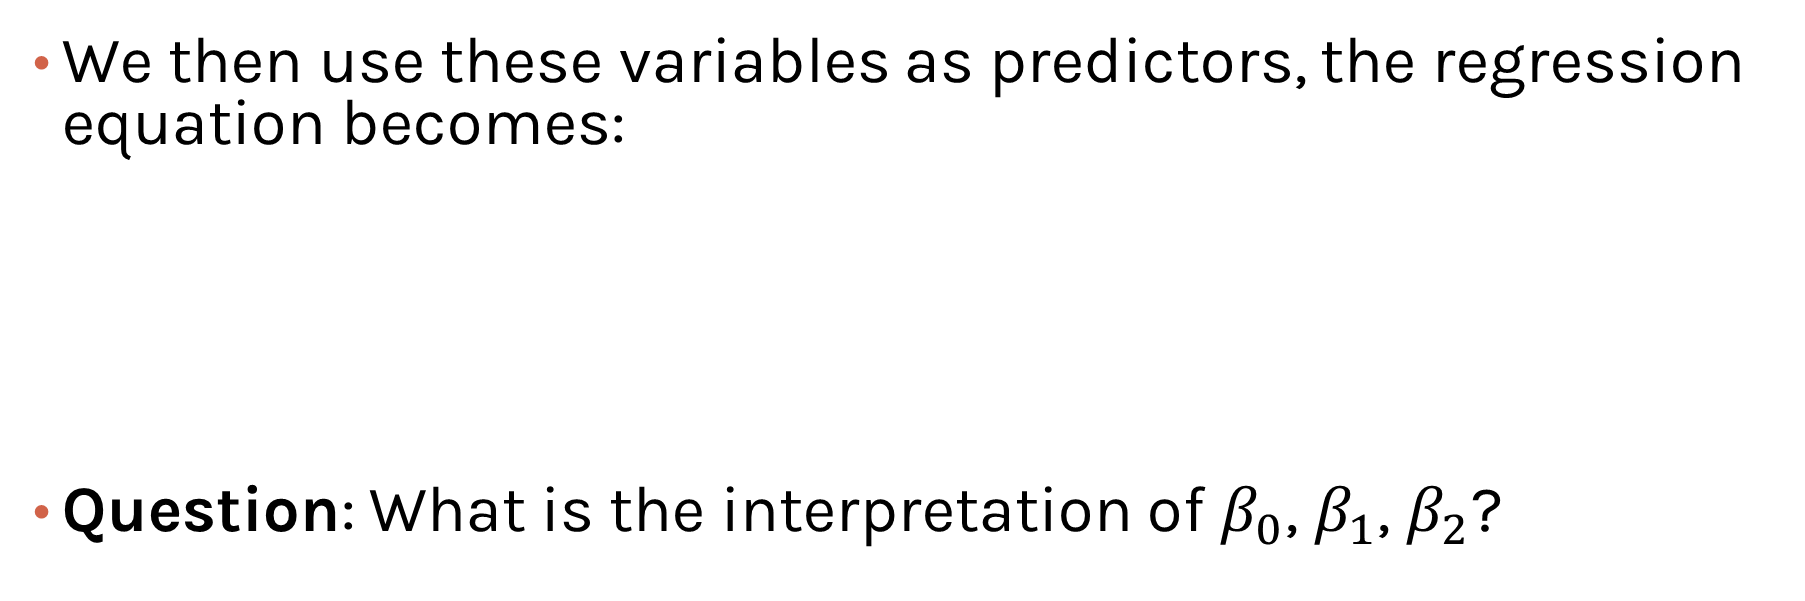 • We then use these variables as predictors, the regression
equation becomes:
• Question: What is the interpretation of β₀, β₁, β₂?